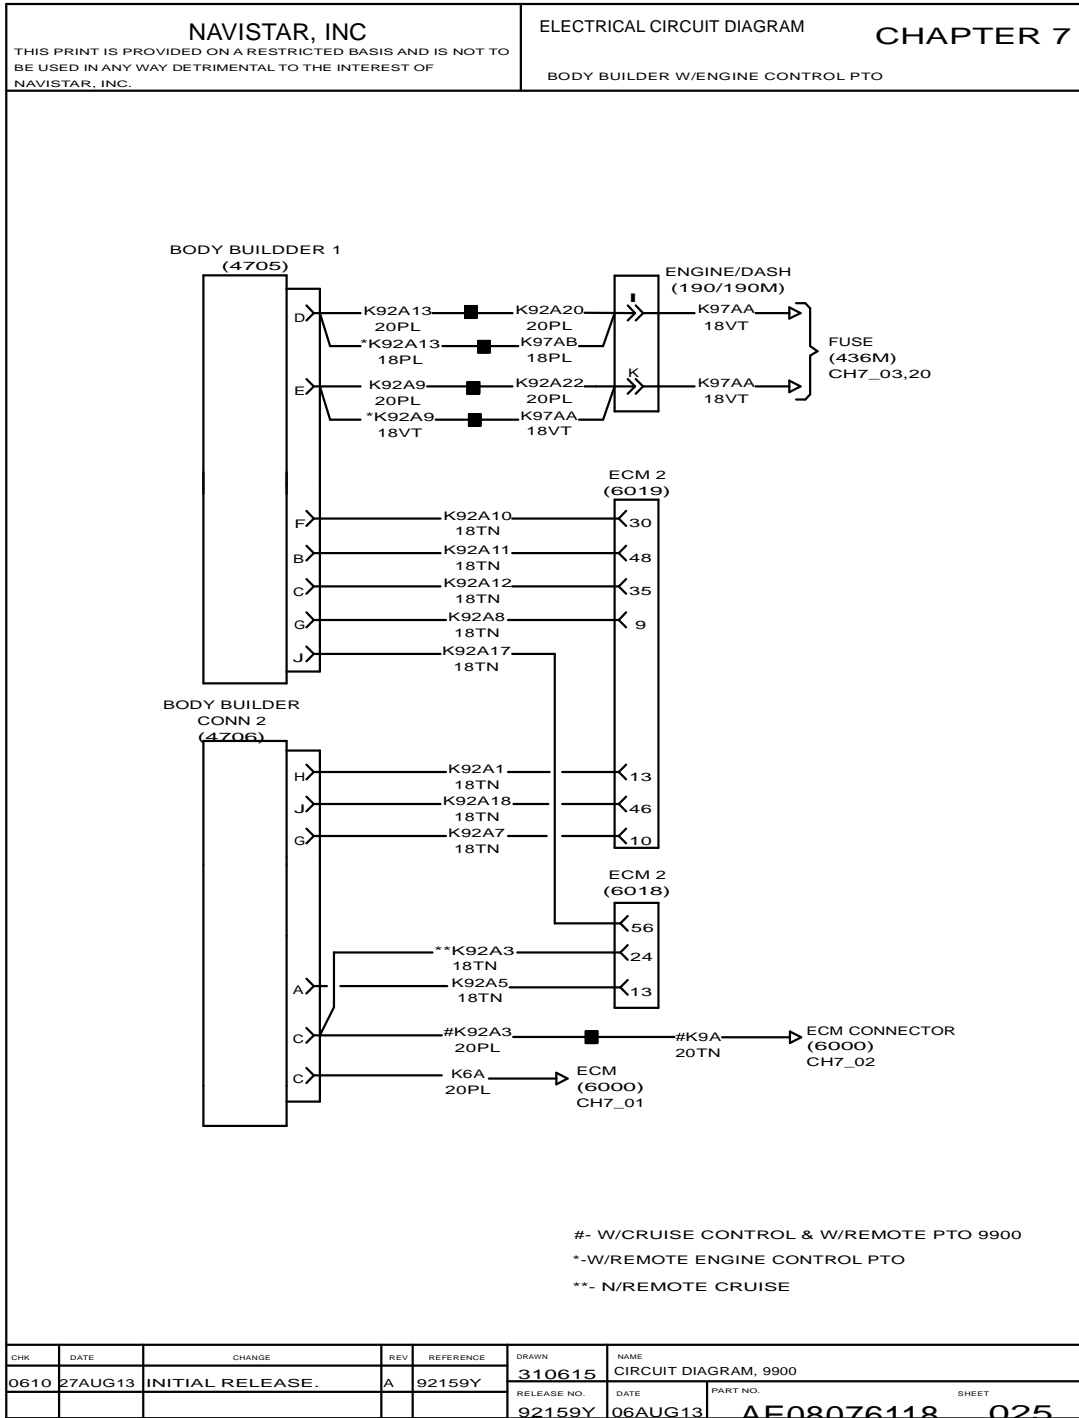 NAVISTAR, INC
THIS PRINT IS PROVIDED ON A RESTRICTED BASIS AND IS NOT TO
BE USED IN ANY WAY DETRIMENTAL TO THE INTEREST OF
NAVISTAR, INC.
ELECTRICAL CIRCUIT DIAGRAM
CHAPTER 7
BODY BUILDER W/ENGINE CONTROL PTO
BODY BUILDDER 1
(4705)
ENGINE/DASH
(190/190M)
D
K92A13
20PL
K92A20
20PL
I
K97AA
18VT
*K92A13
18PL
K97AB
18PL
FUSE
(436M)
CH7_03,20
E
K92A9
20PL
K92A22
20PL
K
K97AA
18VT
*K92A9
18VT
K97AA
18VT
ECM 2
(6019)
F
K92A10
18TN
30
B
K92A11
18TN
48
C
K92A12
18TN
35
G
K92A8
18TN
9
J
K92A17
18TN
BODY BUILDER
CONN 2
(4706)
H
K92A1
18TN
13
J
K92A18
18TN
46
G
K92A7
18TN
10
ECM 2
(6018)
56
**K92A3
18TN
24
A
K92A5
18TN
13
C
#K92A3
20PL
#K9A
20TN
ECM CONNECTOR
(6000)
CH7_02
C
K6A
20PL
ECM
(6000)
CH7_01
#- W/CRUISE CONTROL & W/REMOTE PTO 9900
*-W/REMOTE ENGINE CONTROL PTO
**- N/REMOTE CRUISE
CHK DATE CHANGE REV REFERENCE
0610 27AUG13 INITIAL RELEASE. A 92159Y
DRAWN
310615
NAME
CIRCUIT DIAGRAM, 9900
RELEASE NO.
92159Y
DATE
06AUG13
PART NO.
AE08076118
SHEET
025